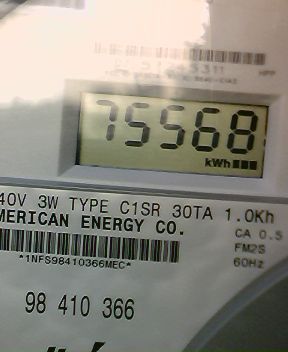 75568
kWh
40V 3W TYPE C1SR 30TA 1.0Kh
MERICAN ENERGY CO.
CA 0.5
FM2S
60Hz
*1NFS98410366MEC*
98 410 366